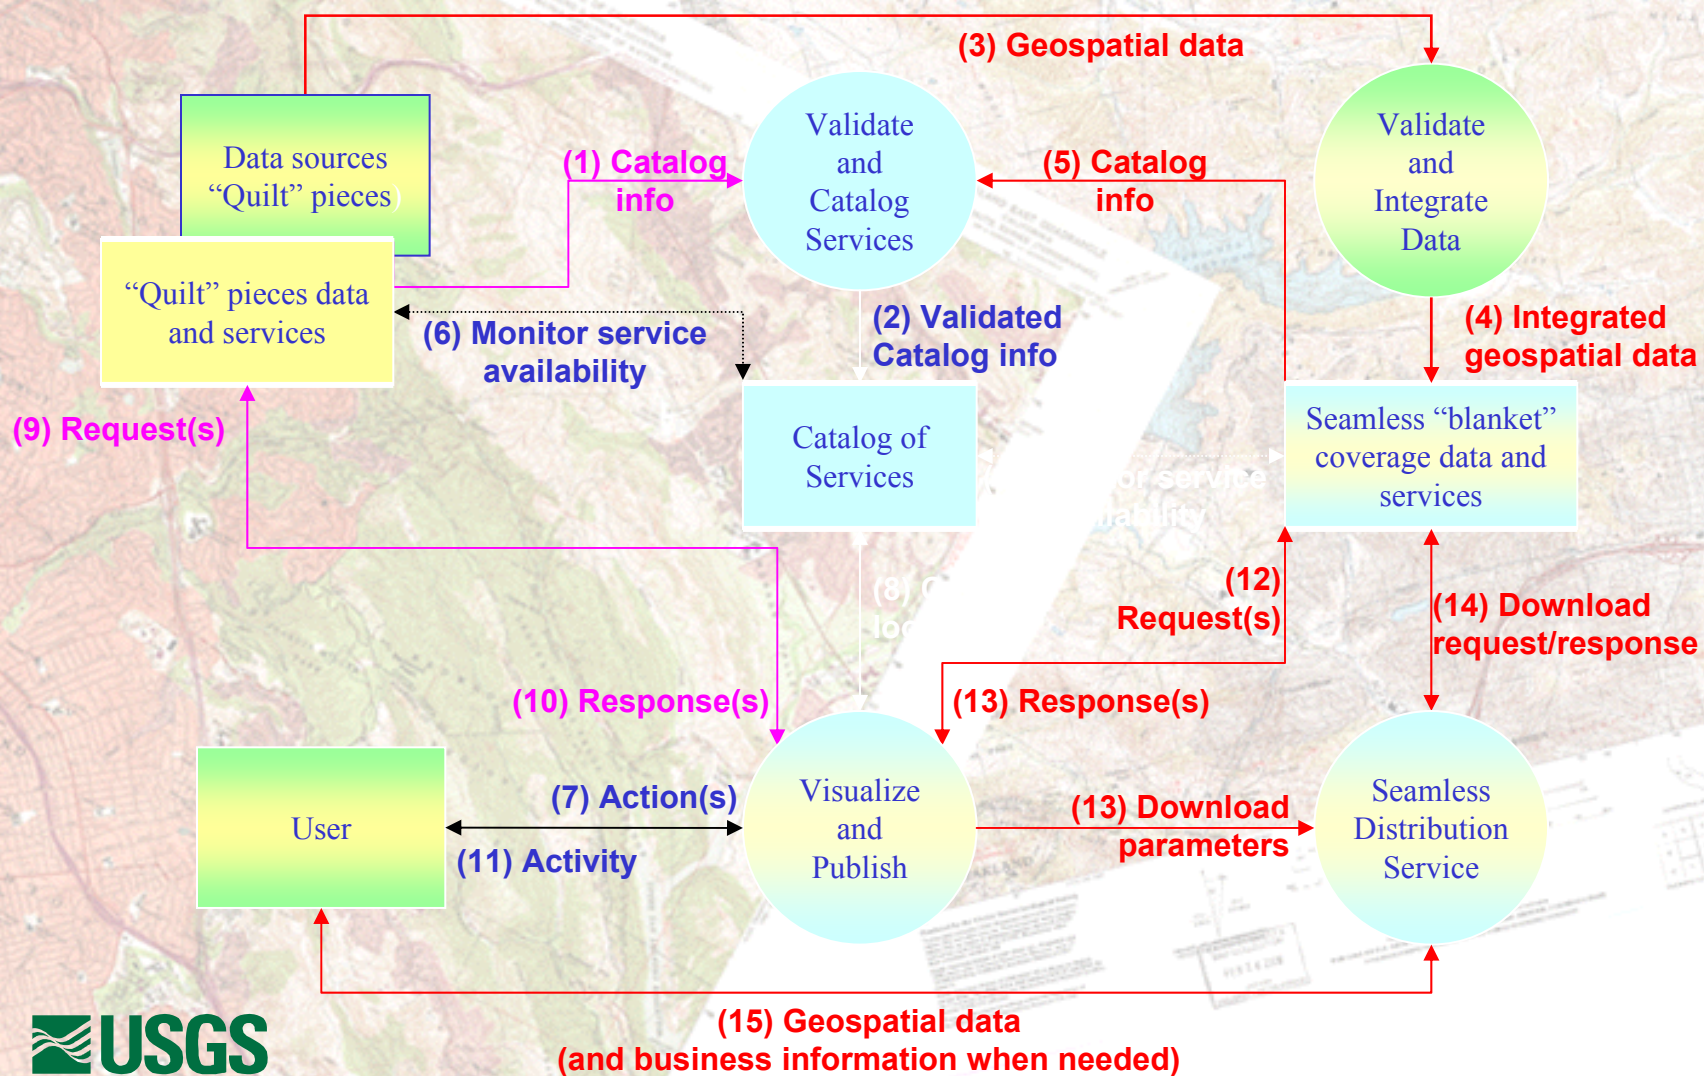 (3) Geospatial data
Data sources
“Quilt” pieces)
(1) Catalog
info
Validate
and
Catalog
Services
(5) Catalog
info
Validate
and
Integrate
Data
“Quilt” pieces data
and services
(6) Monitor service
availability
(2) Validated
Catalog info
(4) Integrated
geospatial data
(9) Request(s)
Catalog of
Services
service
Seamless “blanket”
coverage data and
services
(8)
(12)
Request(s)
(14) Download
request/response
(10) Response(s)
(13) Response(s)
User
(7) Action(s)
(11) Activity
Visualize
and
Publish
(13) Download
parameters
Seamless
Distribution
Service
(15) Geospatial data
(and business information when needed)
USGS